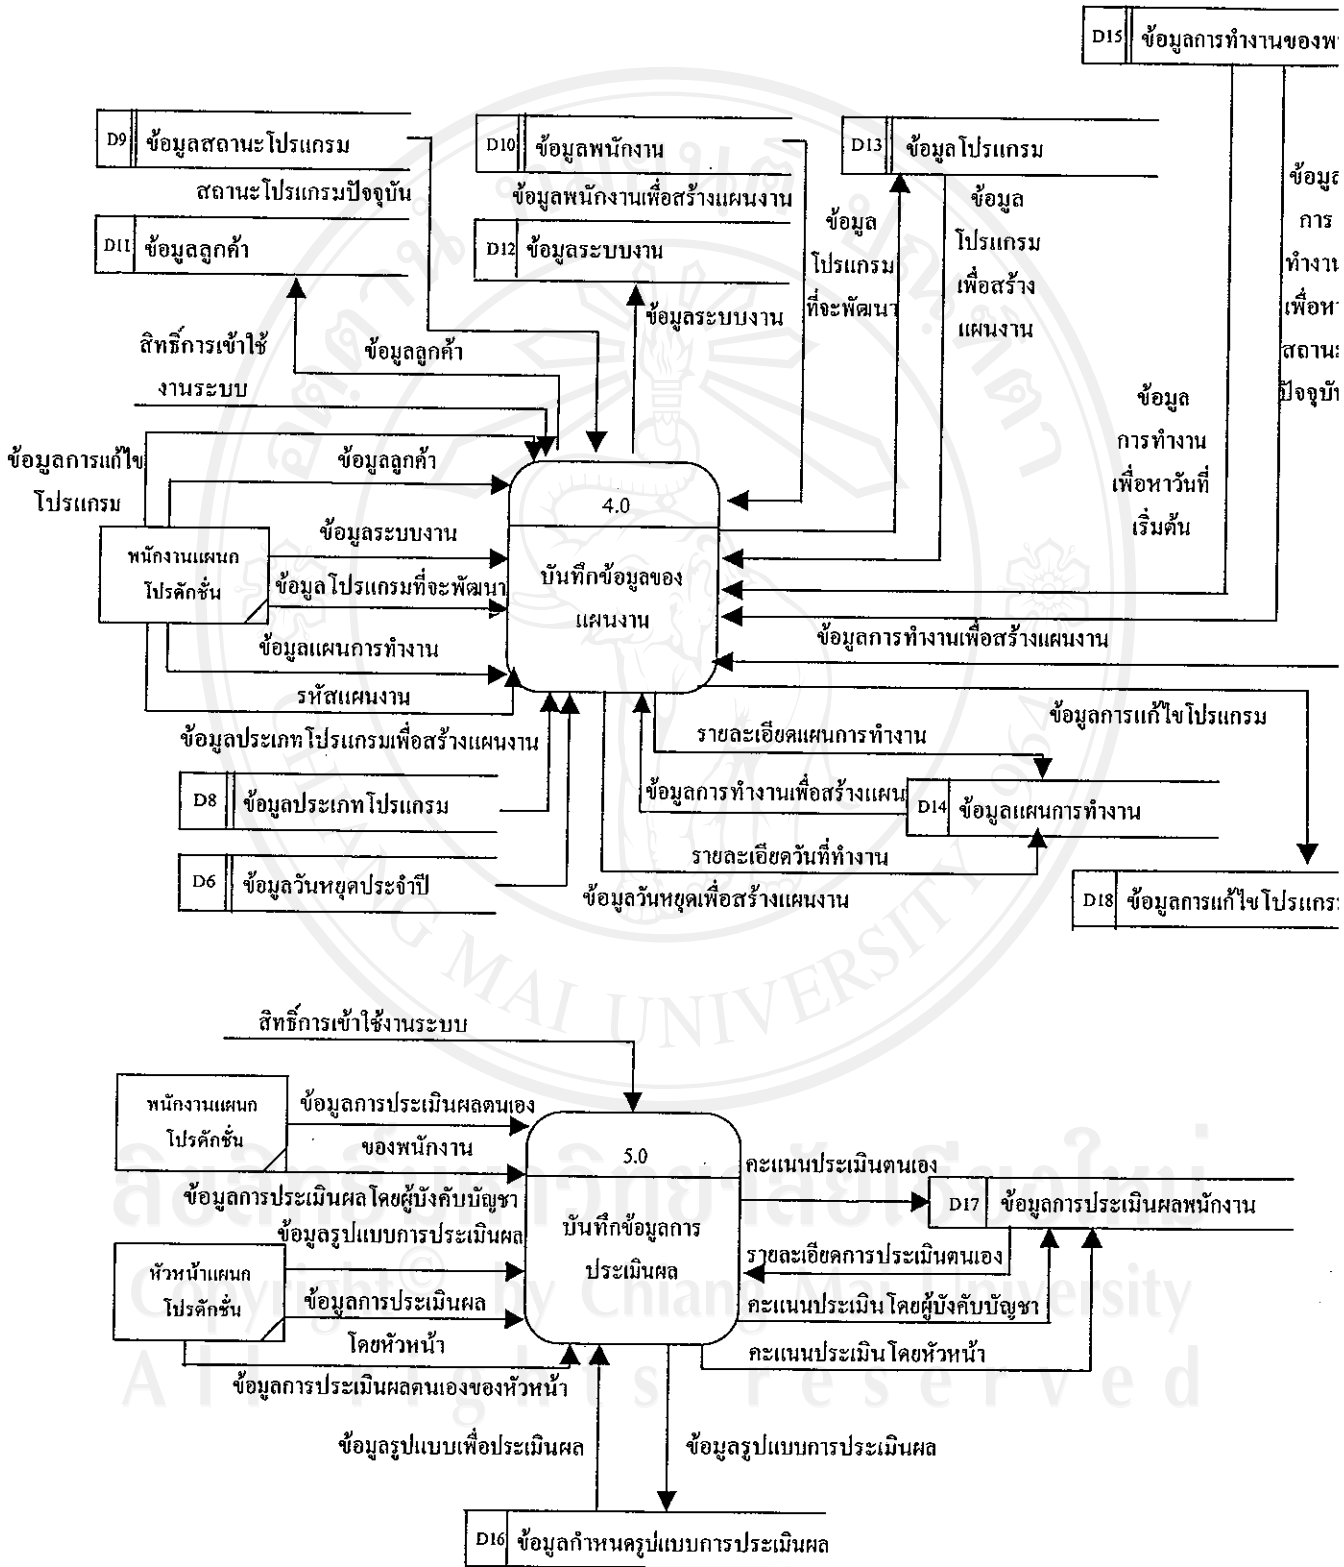 D15 ข้อมูลการทำงานของพ
D9 ข้อมูลสถานะโปรแกรม
D10 ข้อมูลพนักงาน
D13 ข้อมูลโปรแกรม
สถานะโปรแกรมปัจจุบัน
ข้อมูลพนักงานเพื่อสร้างแผนงาน
D11 ข้อมูลลูกค้า
D12 ข้อมูลระบบงาน
ข้อมูล
โปรแกรม
ที่จะพัฒนา
ข้อมูล
โปรแกรม
เพื่อสร้าง
แผนงาน
ข้อมูล
การ
ทำงาน
เพื่อหา
สถานะ
ปัจจุบัน
ข้อมูลระบบงาน
ข้อมูลลูกค้า
สิทธิ์การเข้าใช้
งานระบบ
ข้อมูล
การทำงาน
เพื่อหาวันที่
เริ่มต้น
ข้อมูลการแก้ไข
โปรแกรม
ข้อมูลลูกค้า
4.0
บันทึกข้อมูลของ
แผนงาน
พนักงานแผนก
โปรดักชั่น
ข้อมูลระบบงาน
ข้อมูลโปรแกรมที่จะพัฒนา
ข้อมูลแผนการทำงาน
รหัสแผนงาน
ข้อมูลการทำงานเพื่อสร้างแผนงาน
ข้อมูลการแก้ไขโปรแกรม
ข้อมูลประเภทโปรแกรมเพื่อสร้างแผนงาน
รายละเอียดแผนการทำงาน
D8 ข้อมูลประเภทโปรแกรม
ข้อมูลการทำงานเพื่อสร้างแผน
D14 ข้อมูลแผนการทำงาน
รายละเอียดวันที่ทำงาน
D6 ข้อมูลวันหยุดประจำปี
ข้อมูลวันหยุดเพื่อสร้างแผนงาน
D18 ข้อมูลการแก้ไขโปรแกร
สิทธิ์การเข้าใช้งานระบบ
พนักงานแผนก
โปรดักชั่น
ข้อมูลการประเมินผลตนเอง
ของพนักงาน
ข้อมูลการประเมินผลโดยผู้บังคับบัญชา
ข้อมูลรูปแบบการประเมินผล
5.0
บันทึกข้อมูลการ
ประเมินผล
คะแนนประเมินตนเอง
D17 ข้อมูลการประเมินผลพนักงาน
รายละเอียดการประเมินตนเอง
คะแนนประเมินโดยผู้บังคับบัญชา
คะแนนประเมินโดยหัวหน้า
หัวหน้าแผนก
โปรดักชั่น
ข้อมูลการประเมินผล
โดยหัวหน้า
ข้อมูลการประเมินผลตนเองของหัวหน้า
ข้อมูลรูปแบบเพื่อประเมินผล
ข้อมูลรูปแบบการประเมินผล
D16 ข้อมูลกำหนดรูปแบบการประเมินผล
CHIANG MAI UNIVERSITY 1964
ลิขสิทธิ์มหาวิทยาลัยเชียงใหม่
Copyright© by Chiang Mai University
All rights reserved